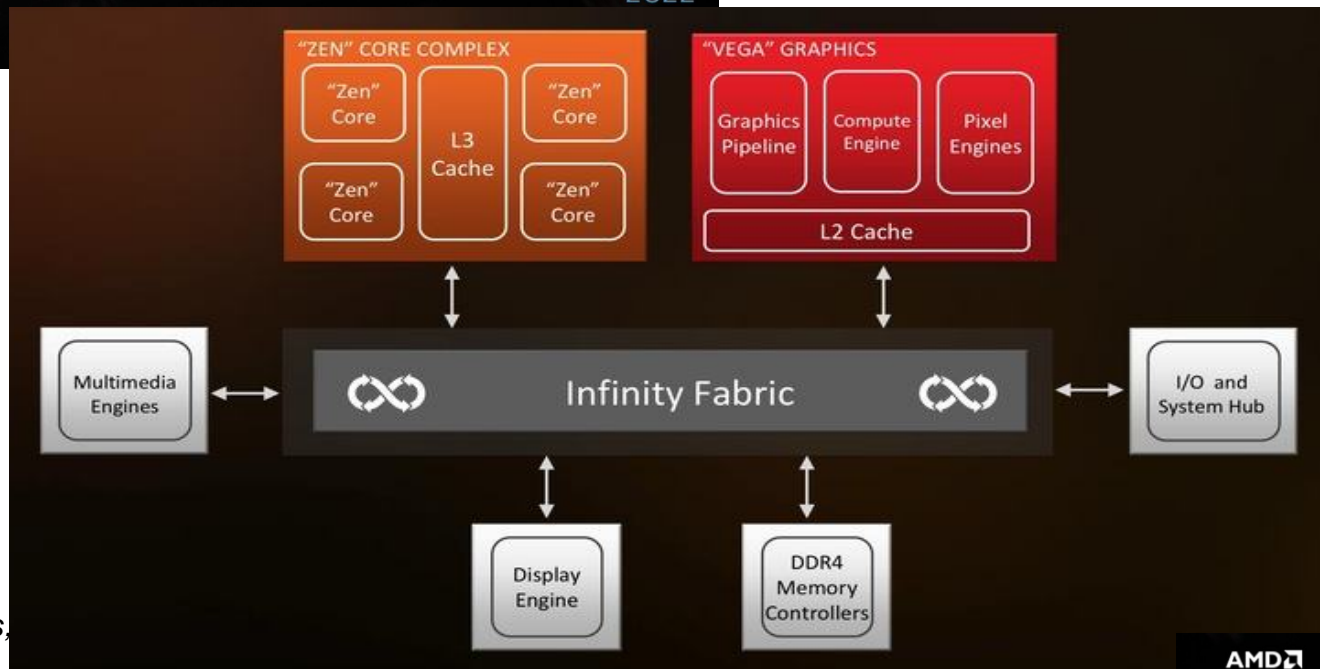 2022
"ZEN" CORE COMPLEX
"Zen"
Core
"Zen"
Core
L3
Cache
"Zen"
Core
"Zen"
Core
"VEGA" GRAPHICS
Graphics
Pipeline
Compute
Engine
Pixel
Engines
L2 Cache
Multimedia
Engines
Infinity Fabric
I/O and
System Hub
Display
Engine
DDR4
Memory
Controllers
s,
AMD